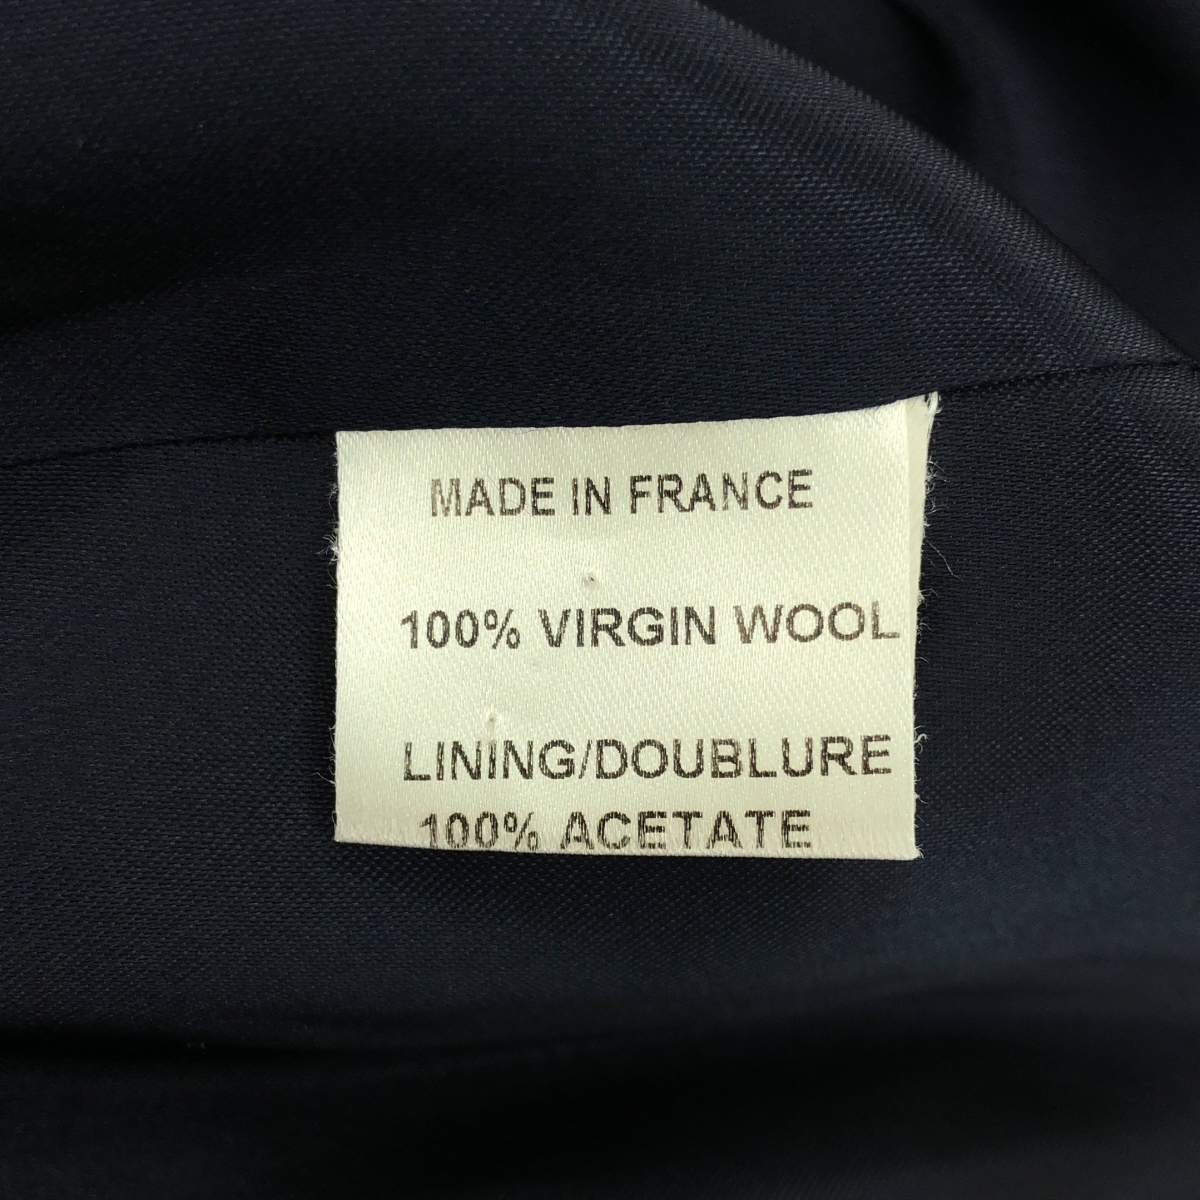 MADE IN FRANCE
100% VIRGIN WOOL
LINING/DOUBLURE
100% ACETATE